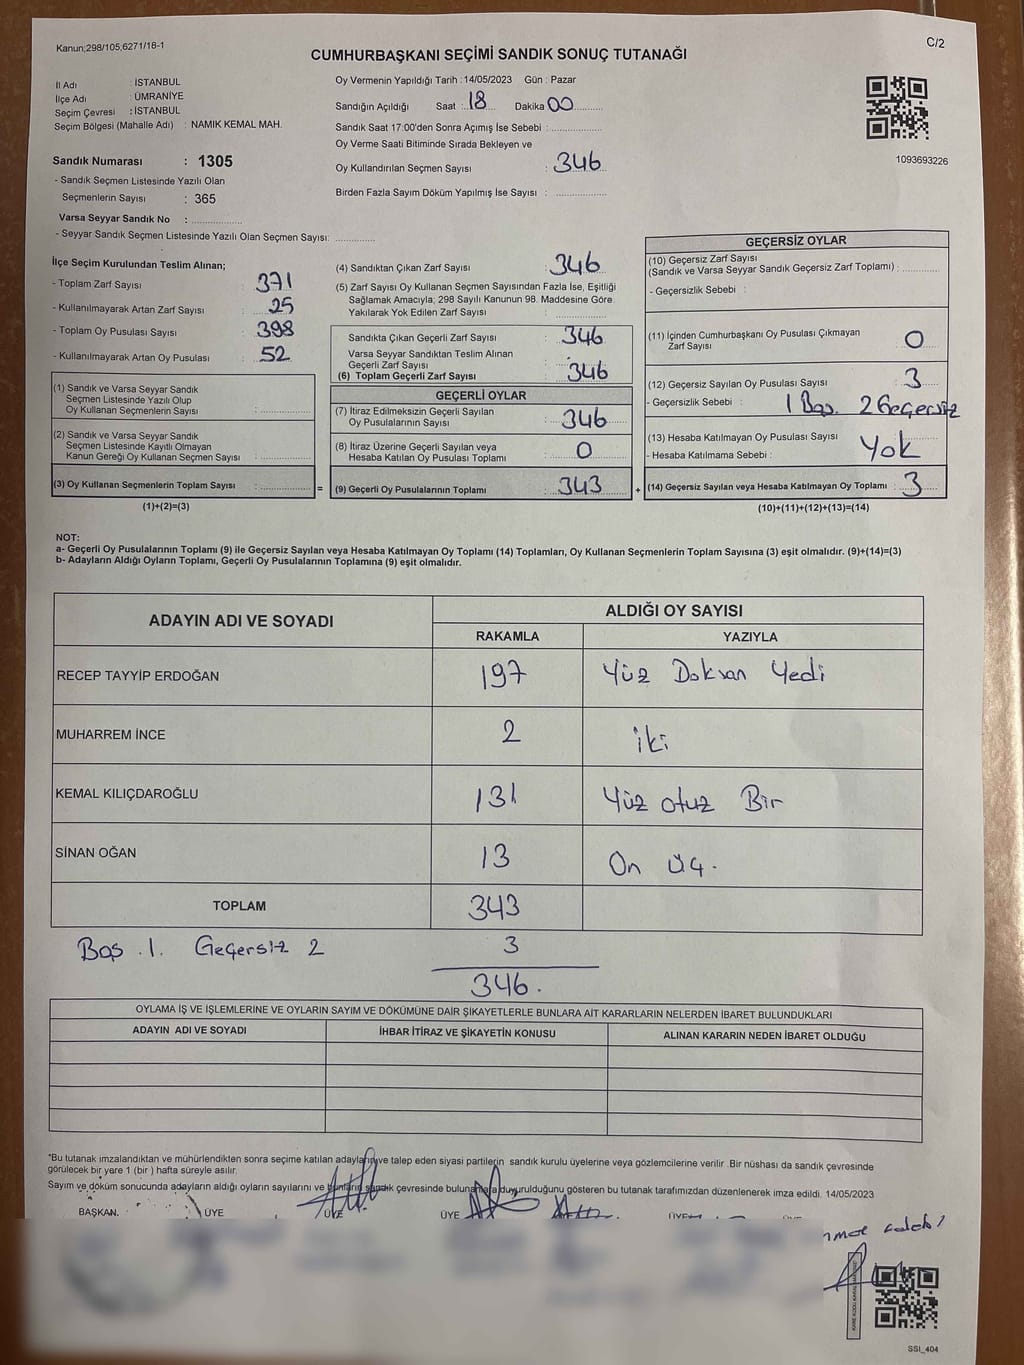 Kanun;298/105,6271/18-1
C/2
CUMHURBAŞKANI SEÇİMİ SANDIK SONUÇ TUTANAĞI
İl Adı : İSTANBUL
İlçe Adı : ÜMRANİYE
Seçim Çevresi : İSTANBUL
Seçim Bölgesi (Mahalle Adı) : NAMIK KEMAL MAH.
Oy Vermenin Yapıldığı Tarih : 14/05/2023 Gün : Pazar
Sandığın Açıldığı Saat : 18 Dakika 00
Sandık Saat 17:00'den Sonra Açımış İse Sebebi :
Oy Verme Saati Bitiminde Sırada Bekleyen ve
Oy Kullandırılan Seçmen Sayısı : 346
Birden Fazla Sayım Döküm Yapılmış İse Sayısı :
1093693226
Sandık Numarası : 1305
- Sandık Seçmen Listesinde Yazılı Olan
Seçmenlerin Sayısı : 365
Varsa Seyyar Sandık No :
- Seyyar Sandık Seçmen Listesinde Yazılı Olan Seçmen Sayısı:
İlçe Seçim Kurulundan Teslim Alınan;
- Toplam Zarf Sayısı : 371
- Kullanılmayarak Artan Zarf Sayısı : 25
- Toplam Oy Pusulası Sayısı : 398
- Kullanılmayarak Artan Oy Pusulası : 52
(1) Sandık ve Varsa Seyyar Sandık
Seçmen Listesinde Yazılı Olup
Oy Kullanan Seçmenlerin Sayısı :
(2) Sandık ve Varsa Seyyar Sandık
Seçmen Listesinde Kayıtlı Olmayan
Kanun Gereği Oy Kullanan Seçmen Sayısı :
(3) Oy Kullanan Seçmenlerin Toplam Sayısı :
(1)+(2)=(3)
(4) Sandıktan Çıkan Zarf Sayısı : 346
(5) Zarf Sayısı Oy Kullanan Seçmen Sayısından Fazla İse, Eşitliği
Sağlamak Amacıyla; 298 Sayılı Kanunun 98. Maddesine Göre
Yakılarak Yok Edilen Zarf Sayısı :
Sandıkta Çıkan Geçerli Zarf Sayısı : 346
Varsa Seyyar Sandıktan Teslim Alınan
Geçerli Zarf Sayısı :
(6) Toplam Geçerli Zarf Sayısı : 346
GEÇERLİ OYLAR
(7) İtiraz Edilmeksizin Geçerli Sayılan
Oy Pusulalarının Sayısı : 346
(8) İtiraz Üzerine Geçerli Sayılan veya
Hesaba Katılan Oy Pusulası Toplamı : 0
= (9) Geçerli Oy Pusulalarının Toplamı : 343 +
GEÇERSİZ OYLAR
(10) Geçersiz Zarf Sayısı
(Sandık ve Varsa Seyyar Sandık Geçersiz Zarf Toplamı) :
- Geçersizlik Sebebi :
(11) İçinden Cumhurbaşkanı Oy Pusulası Çıkmayan
Zarf Sayısı : 0
(12) Geçersiz Sayılan Oy Pusulası Sayısı : 3
- Geçersizlik Sebebi : 1 Boş. 2 Geçersiz
(13) Hesaba Katılmayan Oy Pusulası Sayısı : Yok
- Hesaba Katılmama Sebebi :
(14) Geçersiz Sayılan veya Hesaba Katılmayan Oy Toplamı : 3
(10)+(11)+(12)+(13)=(14)
NOT:
a- Geçerli Oy Pusulalarının Toplamı (9) ile Geçersiz Sayılan veya Hesaba Katılmayan Oy Toplamı (14) Toplamları, Oy Kullanan Seçmenlerin Toplam Sayısına (3) eşit olmalıdır. (9)+(14)=(3)
b- Adayların Aldığı Oyların Toplamı, Geçerli Oy Pusulalarının Toplamına (9) eşit olmalıdır.
ADAYIN ADI VE SOYADI
ALDIĞI OY SAYISI
RAKAMLA YAZIYLA
RECEP TAYYİP ERDOĞAN 197 Yüz Doksan Yedi
MUHARREM İNCE 2 iki
KEMAL KILIÇDAROĞLU 131 Yüz otuz Bir
SİNAN OĞAN 13 On üç.
TOPLAM 343
Boş .1. Geçersiz 2 3
346.
OYLAMA İŞ VE İŞLEMLERİNE VE OYLARIN SAYIM VE DÖKÜMÜNE DAİR ŞİKAYETLERLE BUNLARA AİT KARARLARIN NELERDEN İBARET BULUNDUKLARI
ADAYIN ADI VE SOYADI İHBAR İTİRAZ VE ŞİKAYETİN KONUSU ALINAN KARARIN NEDEN İBARET OLDUĞU
*Bu tutanak imzalandıktan ve mühürlendikten sonra seçime katılan adayların ve talep eden siyasi partilerin sandık kurulu üyelerine veya gözlemcilerine verilir .Bir nüshası da sandık çevresinde
görülecek bir yere 1 (bir ) hafta süreyle asılır.
Sayım ve döküm sonucunda adayların aldığı oyların sayılarını ve bunların sandık çevresinde bulunanlara duyurulduğunu gösteren bu tutanak tarafımızdan düzenlenerek imza edildi. 14/05/2023
BAŞKAN. ÜYE ÜYE ÜYE
SSI_404